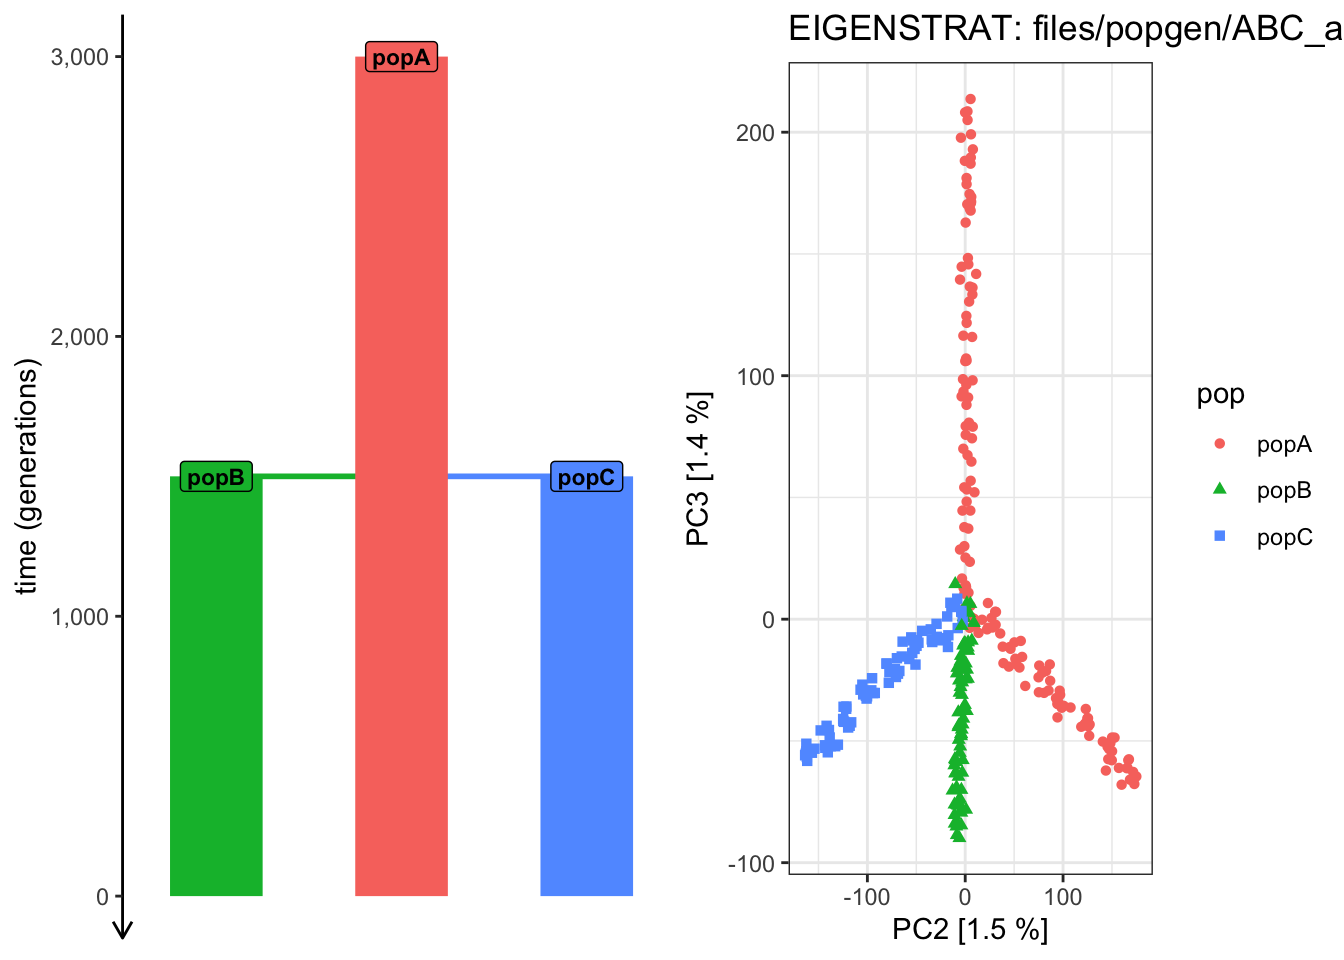 EIGENSTRAT: files/popgen/ABC_a
3,000
2,000
1,000
0
time (generations)
popA
popB
popC
200
100
0
-100
PC3 [1.4 %]
-100
0
100
PC2 [1.5 %]
pop
popA
popB
popC